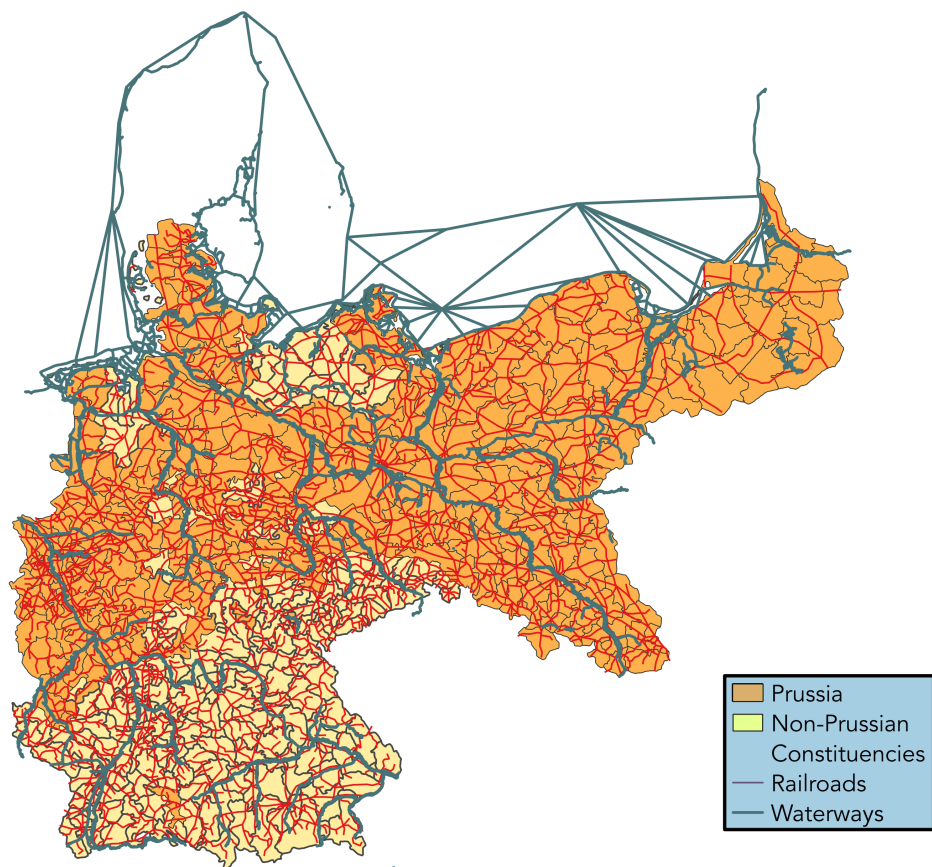 Prussia
Non-Prussian
Constituencies
Railroads
Waterways